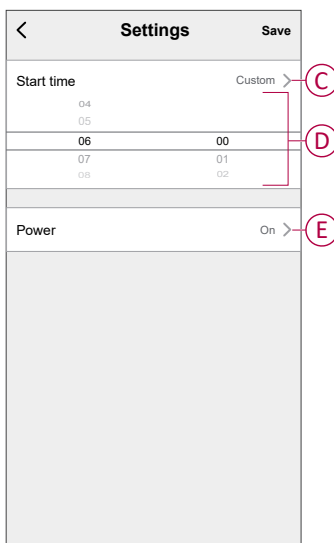 Settings Save
Start time Custom C
04
05
06 00 D
07 01
08 02
Power On E